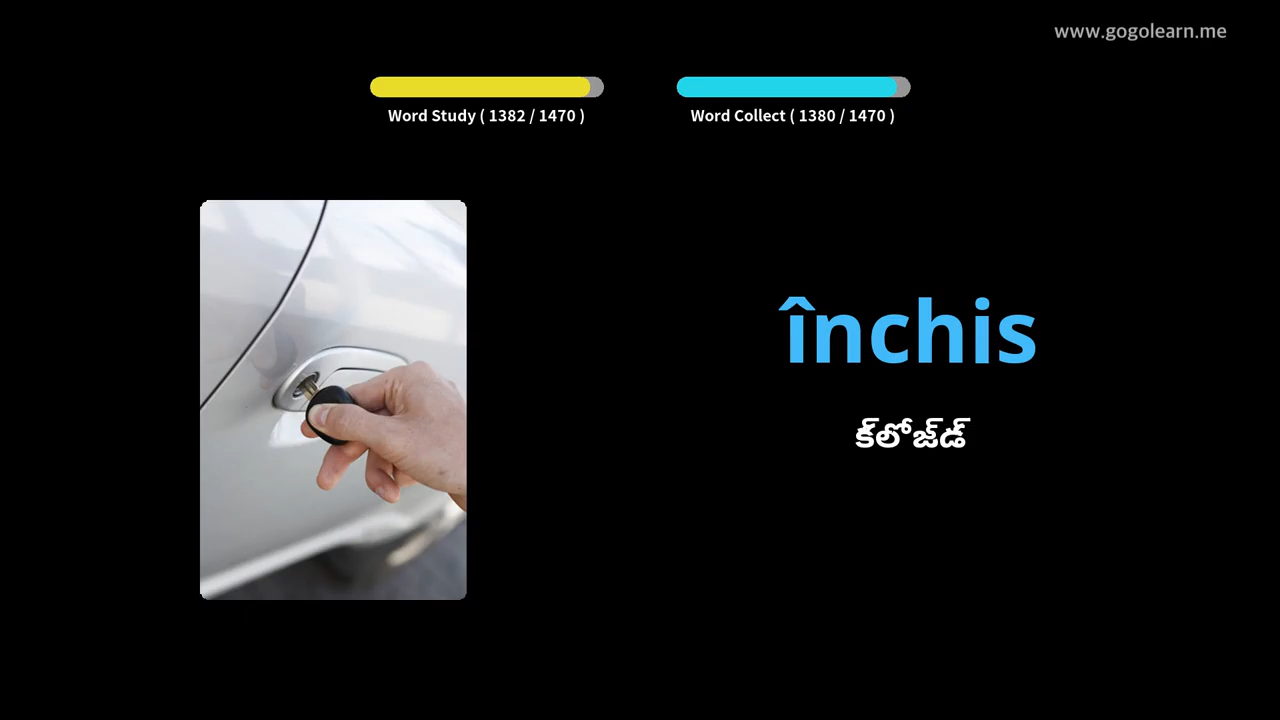 www.gogolearn.me
Word Study ( 1382 / 1470 )
Word Collect ( 1380 / 1470 )
închis
క్‌లోజ్‌డ్